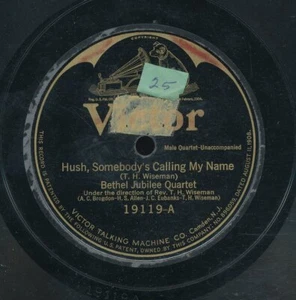 25
Victor
Male Quartet-Unaccompanied
Hush, Somebody's Calling My Name
(T. H. Wiseman)
Bethel Jubilee Quartet
Under the direction of Rev. T. H. Wiseman
(A. C. Brogdon-H. E. Allen-J. C. Eubanks-T. H. Wiseman)
19119-A
VICTOR TALKING MACHINE CO. Camden, N. J.